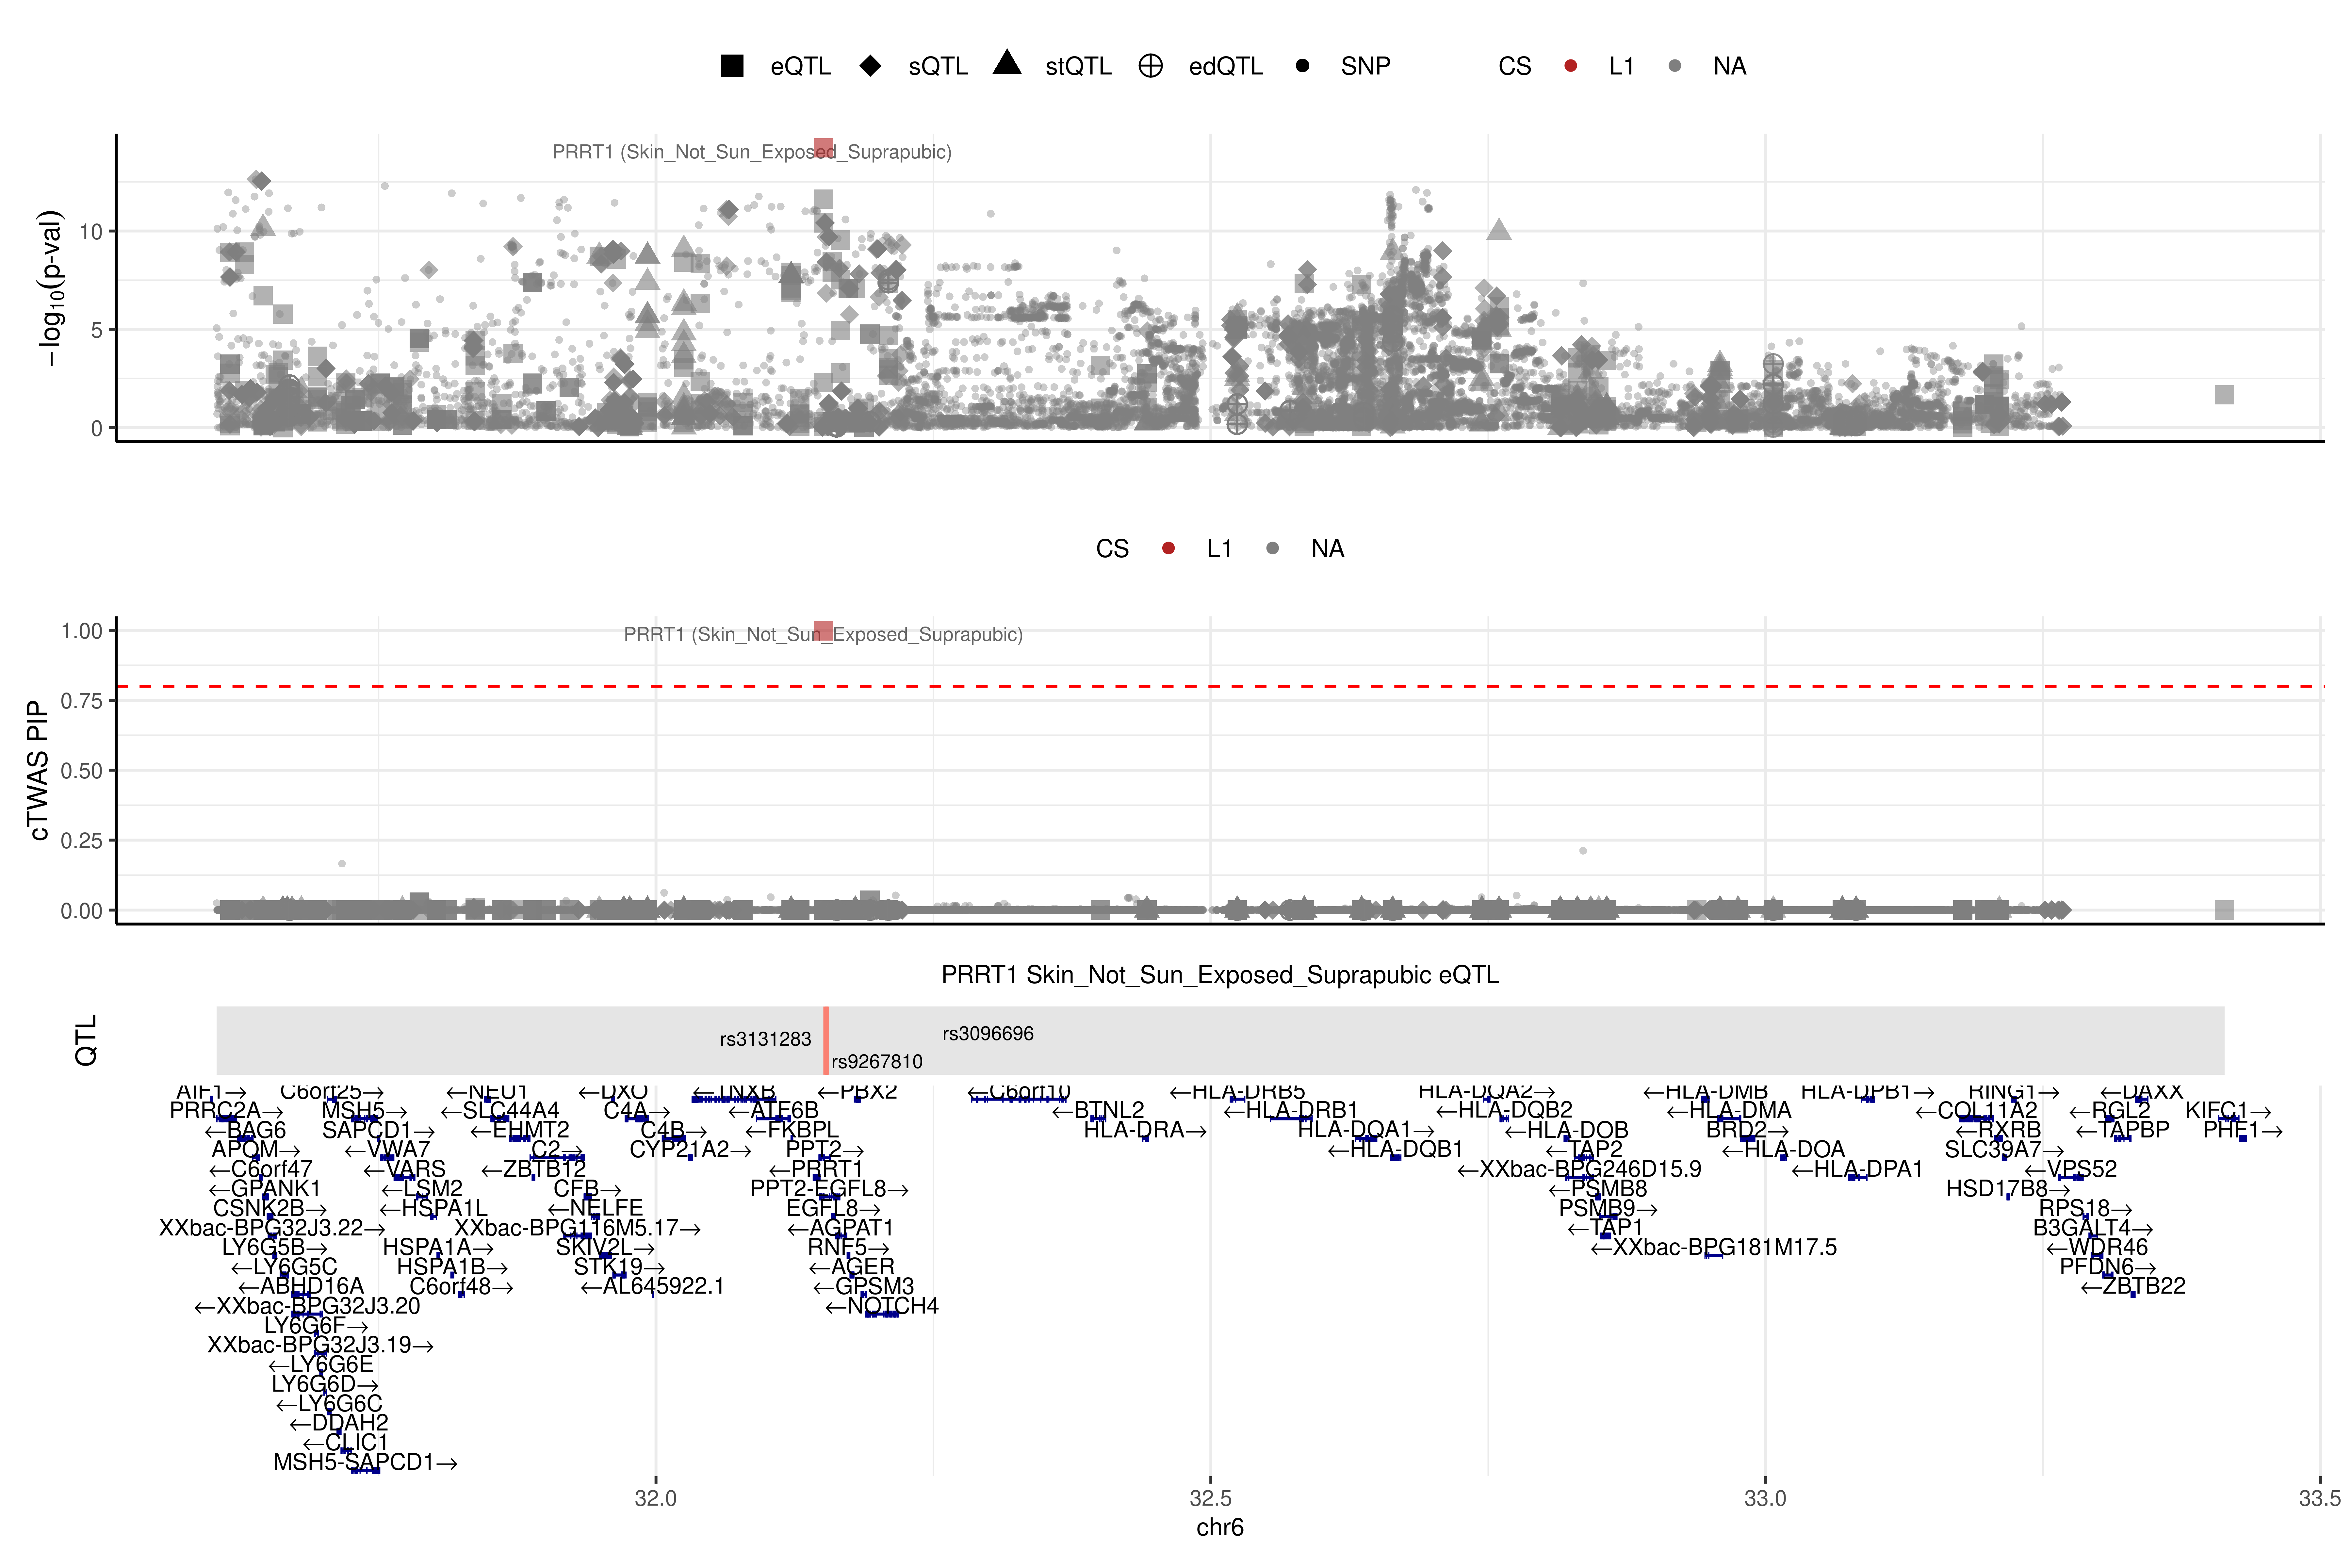 eQTL sQTL stQTL edQTL SNP CS L1 NA
PRRT1 (Skin_Not_Sun_Exposed_Suprapubic)
−log10(p-val)
10
5
0
CS L1 NA
PRRT1 (Skin_Not_Sun_Exposed_Suprapubic)
cTWAS PIP
1.00
0.75
0.50
0.25
0.00
PRRT1 Skin_Not_Sun_Exposed_Suprapubic eQTL
QTL
rs3096696
rs3131283
rs9267810
AIF1→ C6orf25→ ←NEU1 ←DXO ←TNXB ←PBX2 ←C6orf10 ←HLA-DRB5 HLA-DQA2→ ←HLA-DMB HLA-DPB1→ RING1→ ←DAXX
PRRC2A→ MSH5→ ←SLC44A4 C4A→ ←ATF6B ←BTNL2 ←HLA-DRB1 ←HLA-DQB2 ←HLA-DMA ←COL11A2 ←RGL2 KIFC1→
←BAG6 SAPCD1→ ←EHMT2 C4B→ ←FKBPL HLA-DRA→ HLA-DQA1→ ←HLA-DOB BRD2→ ←RXRB ←TAPBP PHF1→
APOM→ ←VWA7 C2→ CYP21A2→ PPT2→ ←HLA-DQB1 ←TAP2 ←HLA-DOA SLC39A7→
←C6orf47 ←VARS ←ZBTB12 ←PRRT1 ←XXbac-BPG246D15.9 ←HLA-DPA1 ←VPS52
←GPANK1 ←LSM2 CFB→ PPT2-EGFL8→ ←PSMB8 HSD17B8→
CSNK2B→ ←HSPA1L ←NELFE EGFL8→ PSMB9→ RPS18→
XXbac-BPG32J3.22→ XXbac-BPG116M5.17→ ←AGPAT1 ←TAP1 B3GALT4→
LY6G5B→ HSPA1A→ SKIV2L→ RNF5→ ←XXbac-BPG181M17.5 ←WDR46
←LY6G5C HSPA1B→ STK19→ ←AGER PFDN6→
←ABHD16A C6orf48→ ←AL645922.1 ←GPSM3 ←ZBTB22
←XXbac-BPG32J3.20 ←NOTCH4
LY6G6F→
XXbac-BPG32J3.19→
←LY6G6E
LY6G6D→
←LY6G6C
←DDAH2
←CLIC1
MSH5-SAPCD1→
32.0 32.5 33.0 33.5
chr6